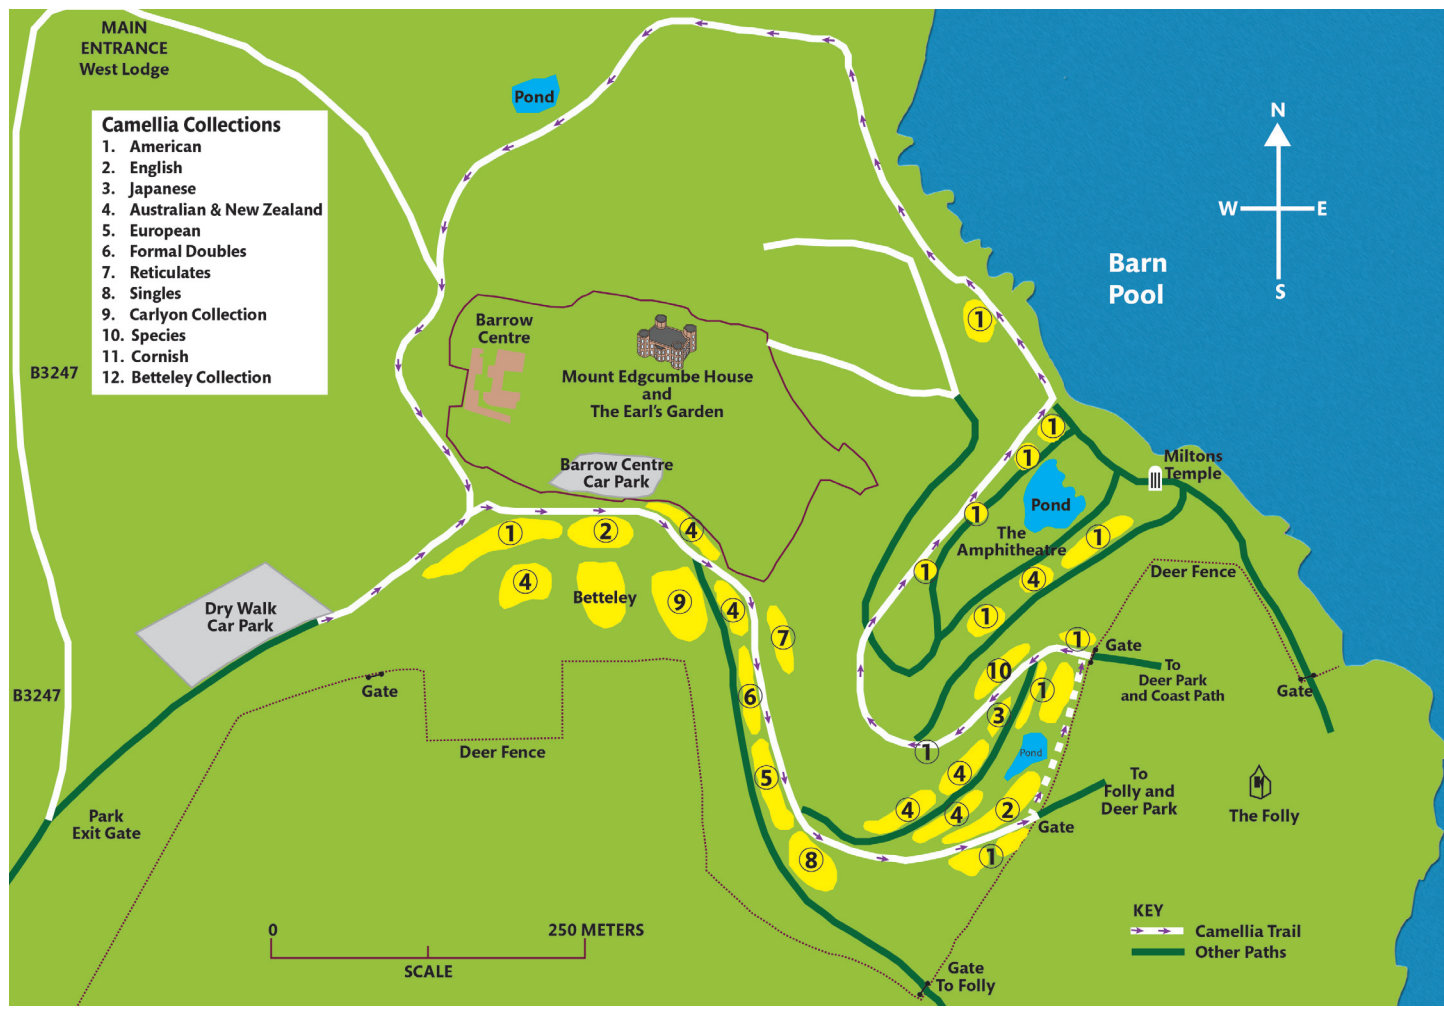 MAIN
ENTRANCE
West Lodge
Camellia Collections
1. American
2. English
3. Japanese
4. Australian & New Zealand
5. European
6. Formal Doubles
7. Reticulates
8. Singles
9. Carlyon Collection
10. Species
11. Cornish
12. Betteley Collection
Pond
N
W E
S
Barn
Pool
B3247
Barrow
Centre
Mount Edgcumbe House
and
The Earl's Garden
Barrow Centre
Car Park
1
1
1
Miltons
Temple
Pond
1
The
Amphitheatre
1
1
2
4
1
4
Betteley
9
4
7
1
4
1
Deer Fence
Dry Walk
Car Park
Gate
B3247
Deer Fence
6
5
8
1
Gate
To
Deer Park
and Coast Path
Gate
10
1
3
1
Pond
4
4
4
2
1
To
Folly and
Deer Park
Gate
The Folly
Park
Exit Gate
0 250 METERS
SCALE
KEY
Camellia Trail
Other Paths
Gate
To Folly